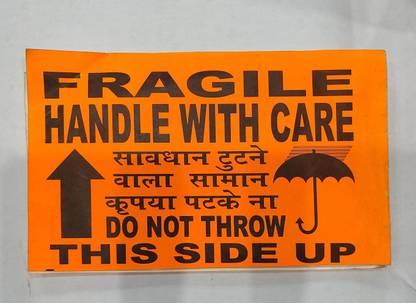 FRAGILE
HANDLE WITH CARE
सावधान टुटने
वाला सामान
कृपया पटके ना
DO NOT THROW
THIS SIDE UP